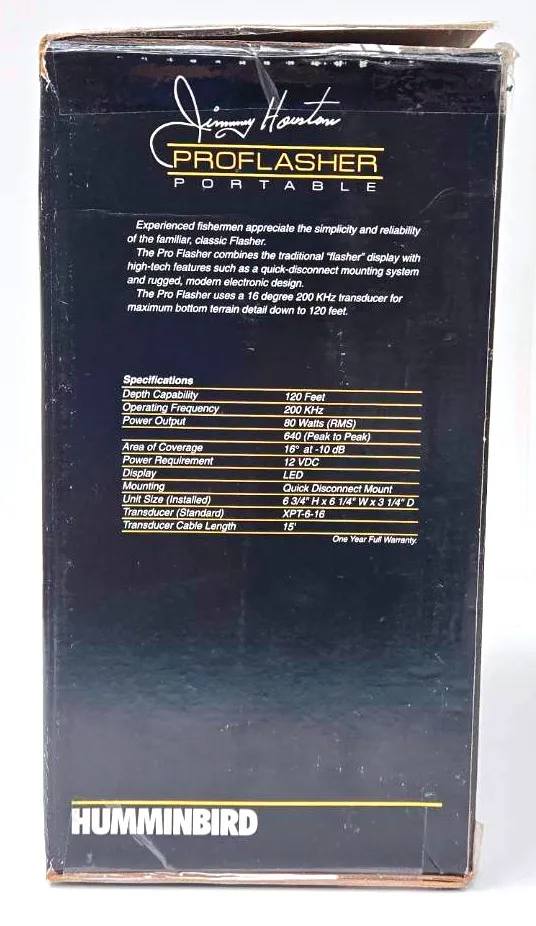 Jimmy Houston
PROFLASHER
PORTABLE
Experienced fishermen appreciate the simplicity and reliability
of the familiar, classic Flasher.
The Pro Flasher combines the traditional "flasher" display with
high-tech features such as a quick-disconnect mounting system
and rugged, modern electronic design.
The Pro Flasher uses a 16 degree 200 KHz transducer for
maximum bottom terrain detail down to 120 feet.
Specifications
Depth Capability 120 Feet
Operating Frequency 200 KHz
Power Output 80 Watts (RMS)
640 (Peak to Peak)
Area of Coverage 16° at -10 dB
Power Requirement 12 VDC
Display LED
Mounting Quick Disconnect Mount
Unit Size (Installed) 6 3/4" H x 6 1/4" W x 3 1/4" D
Transducer (Standard) XPT-6-16
Transducer Cable Length 15'
One Year Full Warranty.
HUMMINBIRD